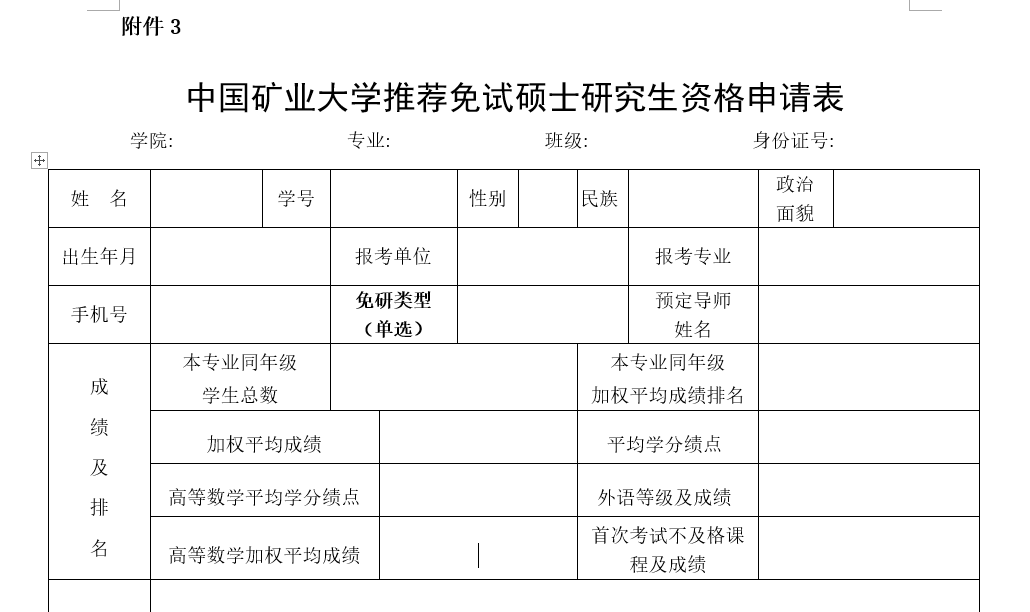 附件 3
中国矿业大学推荐免试硕士研究生资格申请表
学院: 专业: 班级: 身份证号:
姓 名 学号 性别 民族 政治
面貌
出生年月 报考单位 报考专业
手机号 免研类型
（单选） 预定导师
姓名
成
绩
及
排
名
本专业同年级
学生总数
本专业同年级
加权平均成绩排名
加权平均成绩 平均学分绩点
高等数学平均学分绩点 外语等级及成绩
高等数学加权平均成绩 首次考试不及格课
程及成绩